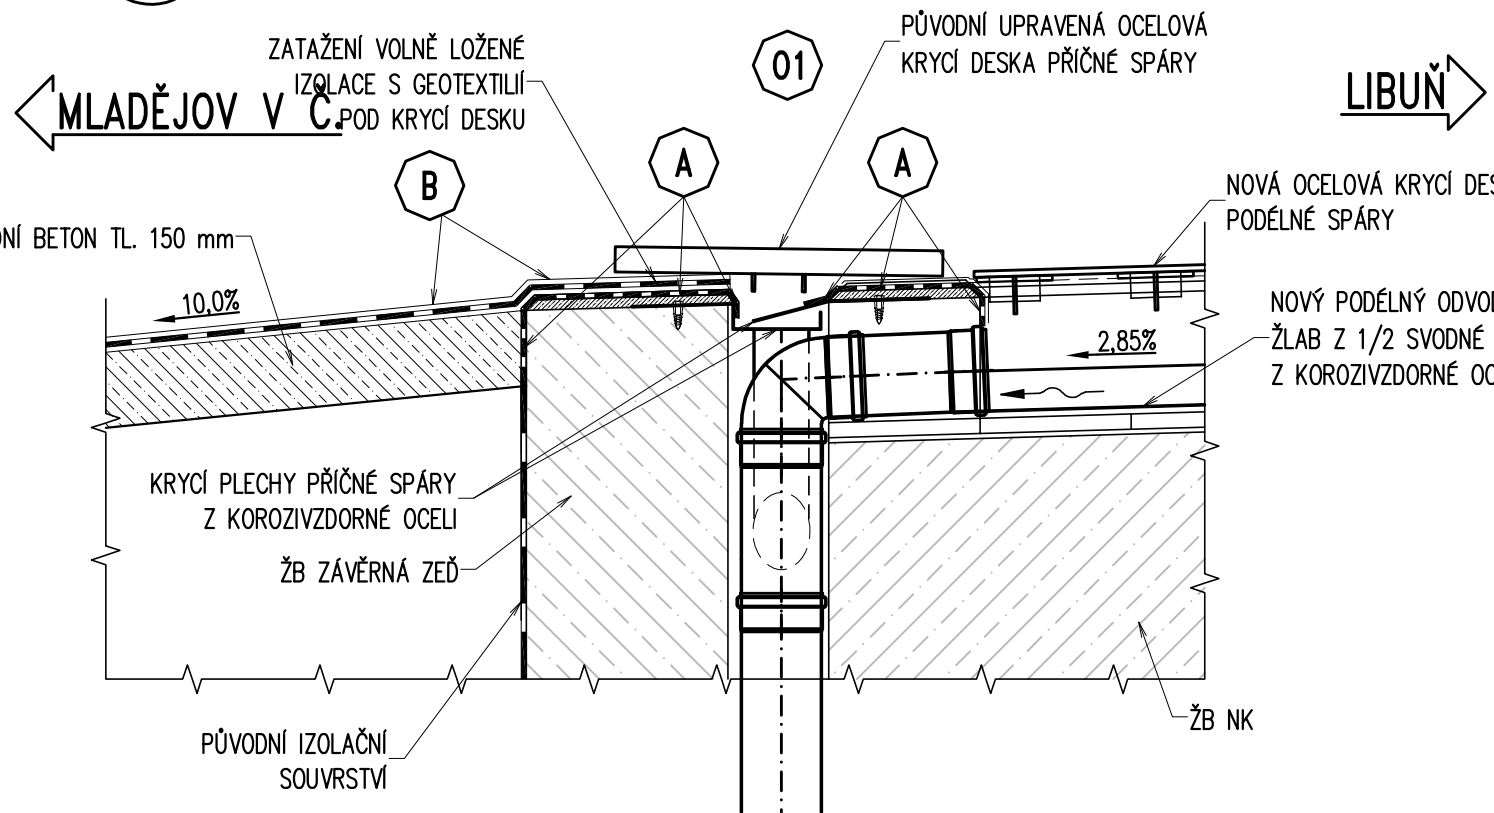 ZATAŽENÍ VOLNĚ LOŽENÉ
IZOLACE S GEOTEXTILIÍ
POD KRYCÍ DESKU
MLADĚJOV V Č.
01
PŮVODNÍ UPRAVENÁ OCELOVÁ
KRYCÍ DESKA PŘÍČNÉ SPÁRY
LIBUŇ
B
A
A
NOVÁ OCELOVÁ KRYCÍ DES
PODÉLNÉ SPÁRY
NÍ BETON TL. 150 mm
10,0%
NOVÝ PODÉLNÝ ODVOD
ŽLAB Z 1/2 SVODNÉ
Z KOROZIVZDORNÉ OC
2,85%
KRYCÍ PLECHY PŘÍČNÉ SPÁRY
Z KOROZIVZDORNÉ OCELI
ŽB ZÁVĚRNÁ ZEĎ
PŮVODNÍ IZOLAČNÍ
SOUVRSTVÍ
ŽB NK